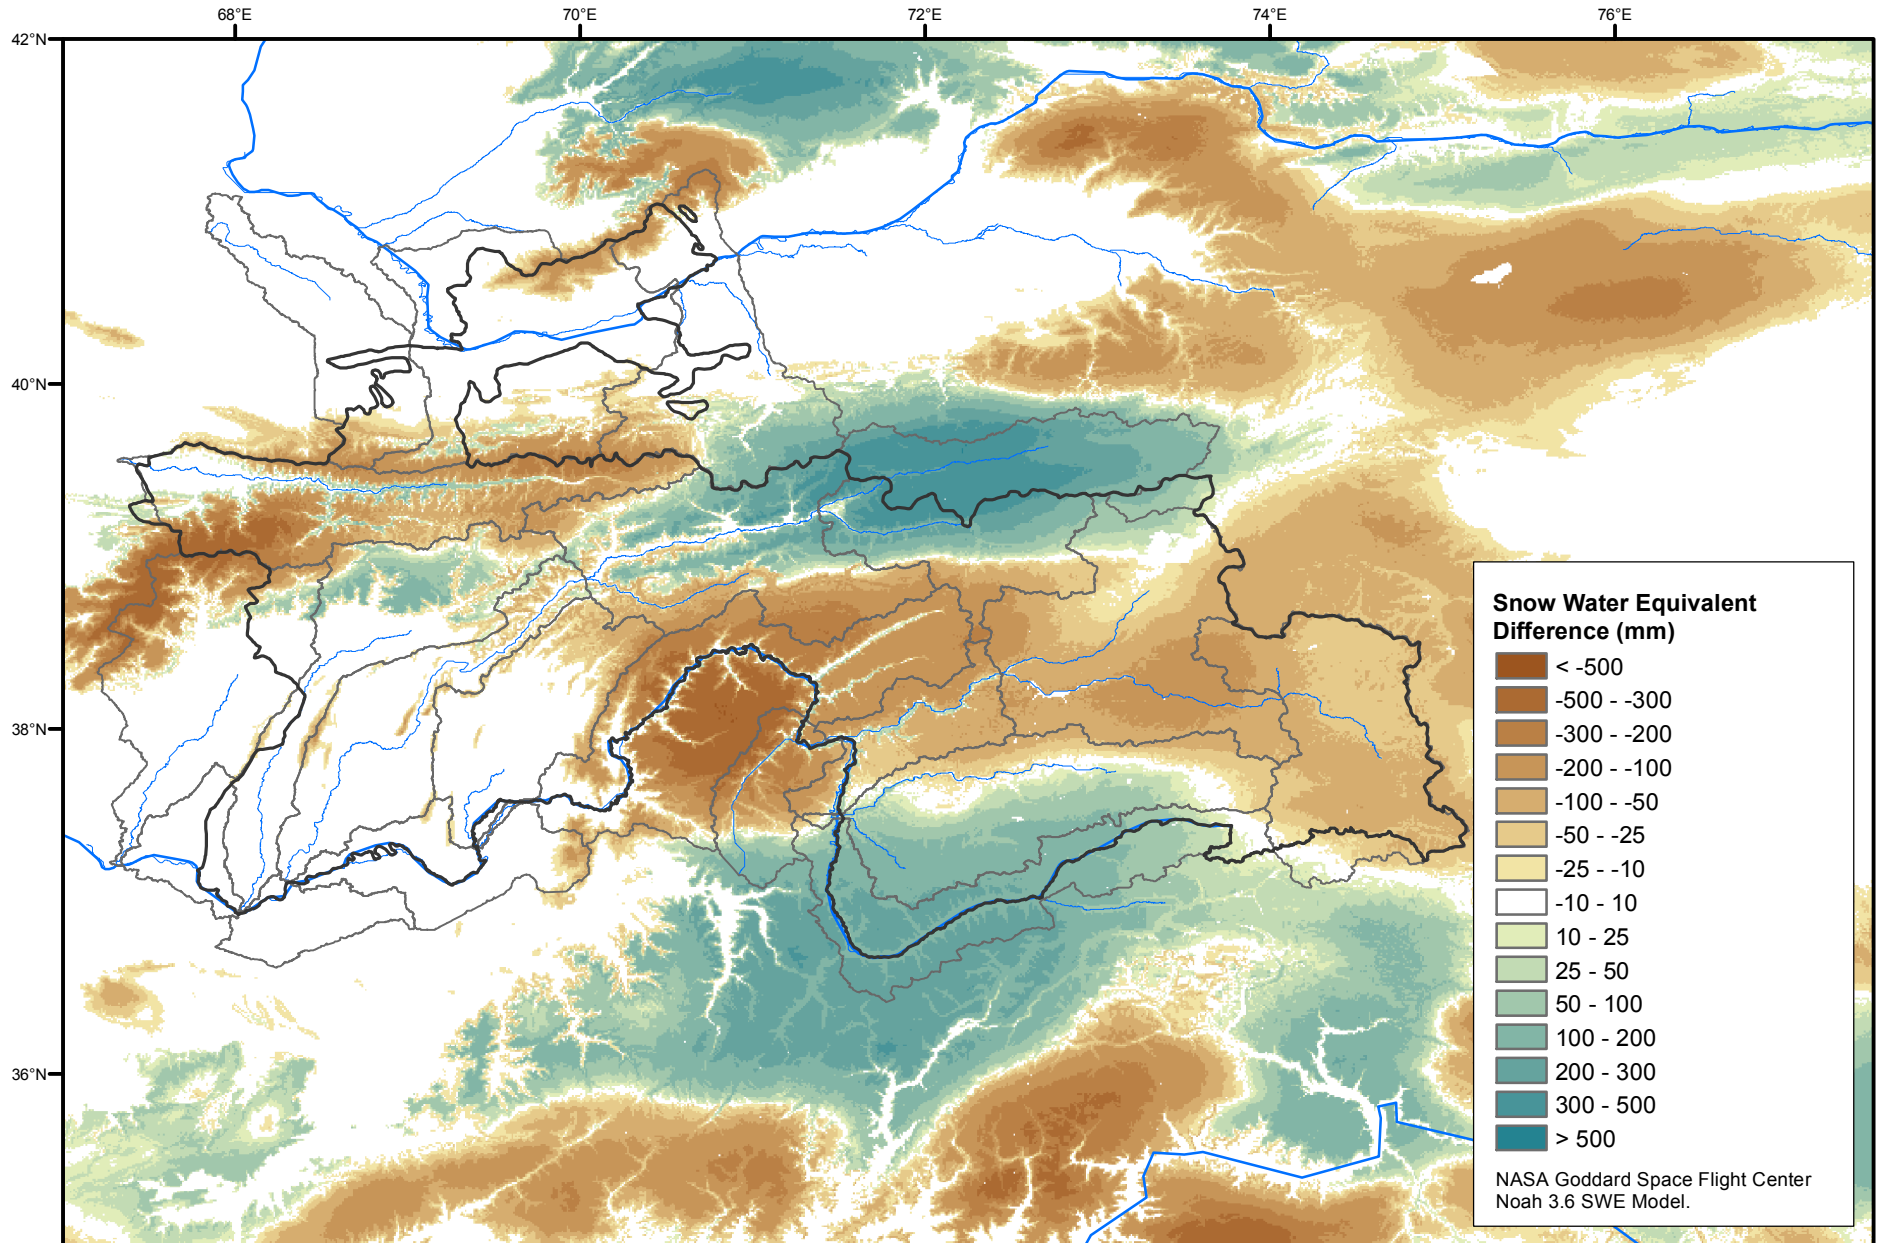 68°E
70°E
72°E
74°E
76°E
42°N
40°N
38°N
36°N
Snow Water Equivalent
Difference (mm)
< -500
-500 - -300
-300 - -200
-200 - -100
-100 - -50
-50 - -25
-25 - -10
-10 - 10
10 - 25
25 - 50
50 - 100
100 - 200
200 - 300
300 - 500
> 500
NASA Goddard Space Flight Center
Noah 3.6 SWE Model.